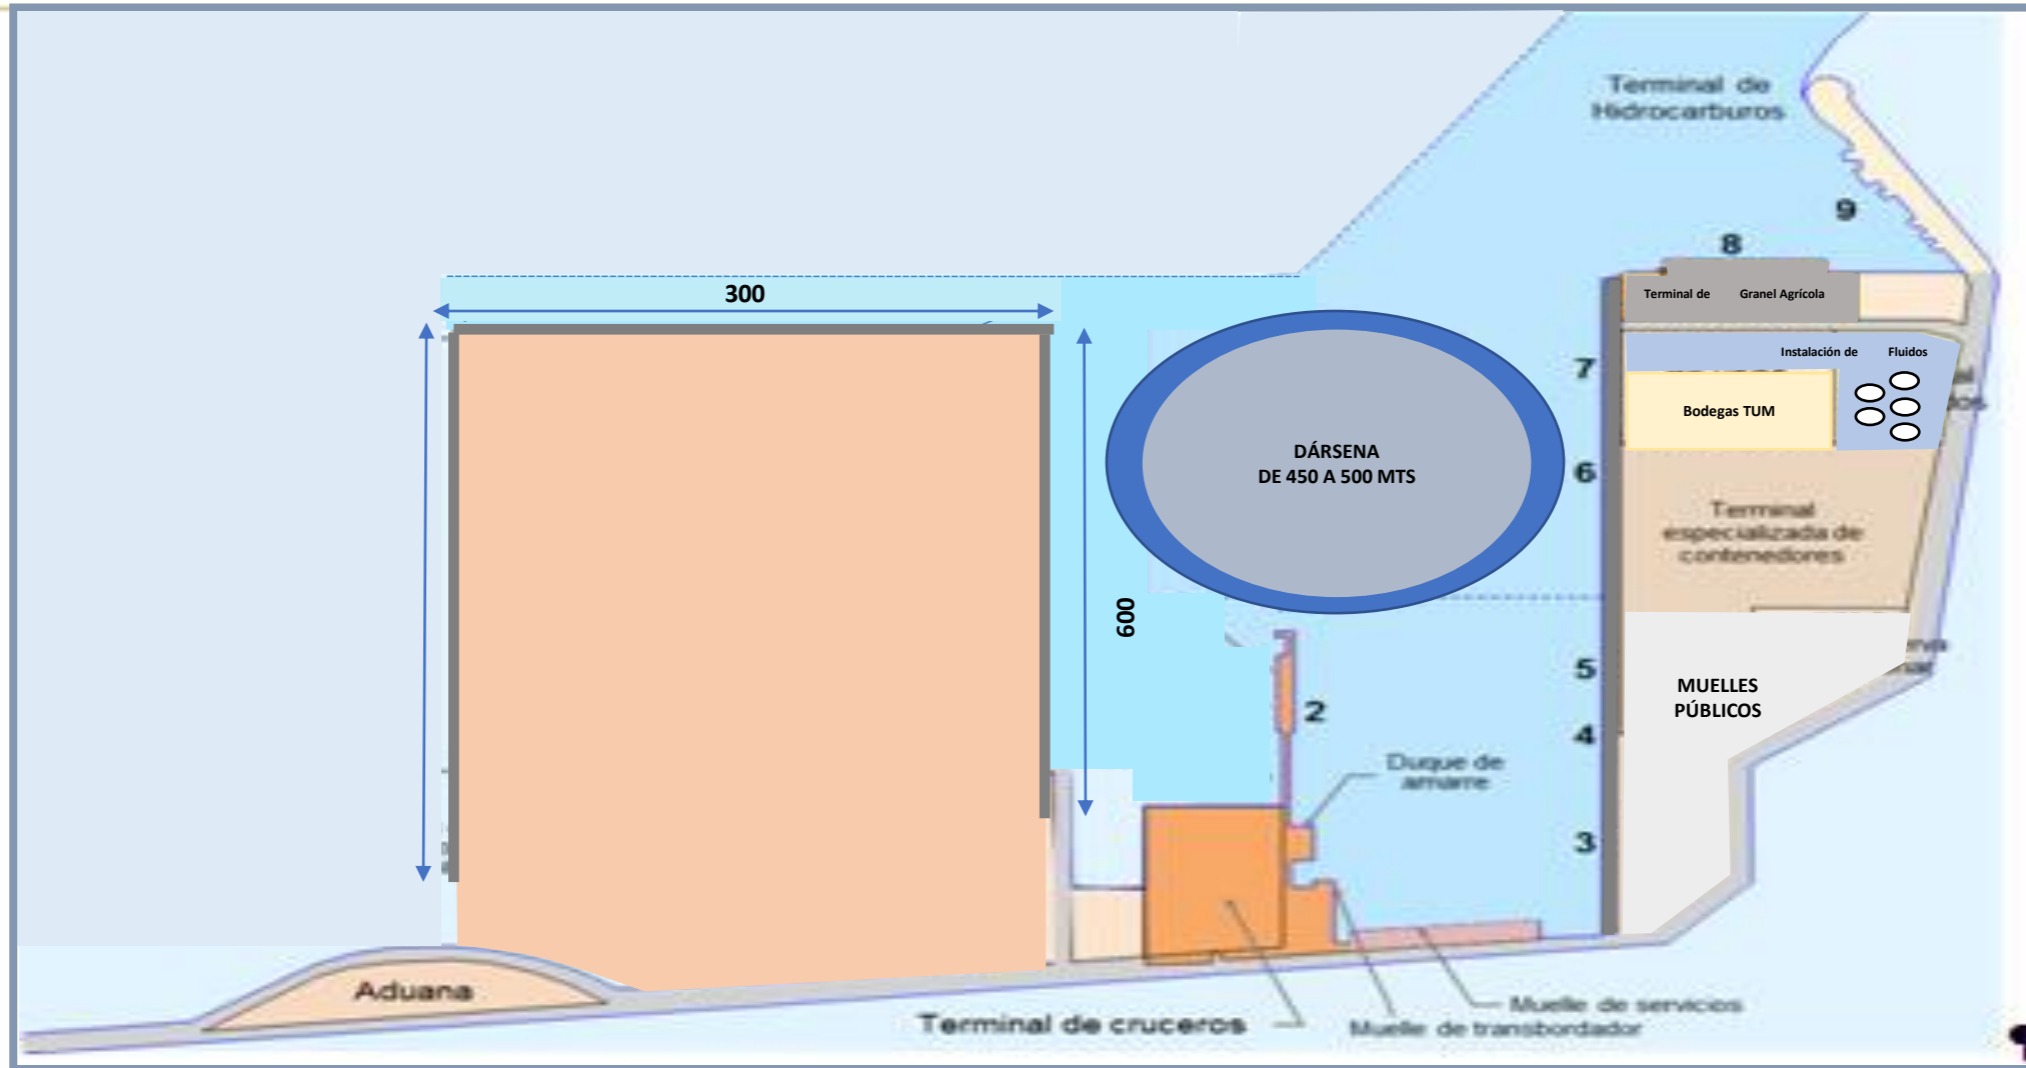 Terminal de
Hidrocarburos
9
8
300
Terminal de Granel Agrícola
7
Instalación de Fluidos
Bodegas TUM
DÁRSENA
DE 450 A 500 MTS
6
Terminal
especializada de
contenedores
600
5
MUELLES
PÚBLICOS
2
4
Duque de
amarre
3
Aduana
Muelle de servicios
Terminal de cruceros
Muelle de transbordador